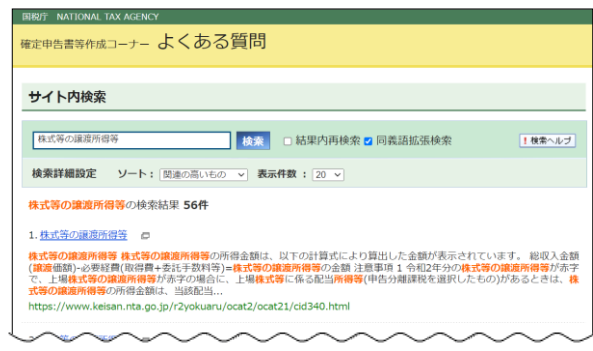 国税庁 NATIONAL TAX AGENCY
確定申告書等作成コーナー よくある質問
サイト内検索
株式等の譲渡所得等 検索 結果内再検索 同義語拡張検索 ! 検索ヘルプ
検索詳細設定 ソート： 関連の高いもの 表示件数 ： 20
株式等の譲渡所得等の検索結果 56件
1. 株式等の譲渡所得等
株式等の譲渡所得等 株式等の譲渡所得等の所得金額は、以下の計算式により算出した金額が表示されています。 総収入金額
(譲渡価額)-必要経費(取得費+委託手数料等)=株式等の譲渡所得等の金額 注意事項 1 令和2年分の株式等の譲渡所得等が赤字
で、上場株式等の譲渡所得等が赤字の場合に、上場株式等に係る配当所得等(申告分離課税を選択したもの)があるときは、株
式等の譲渡所得等の所得金額は、当該配当...
https://www.keisan.nta.go.jp/r2yokuaru/ocat2/ocat21/cid340.html